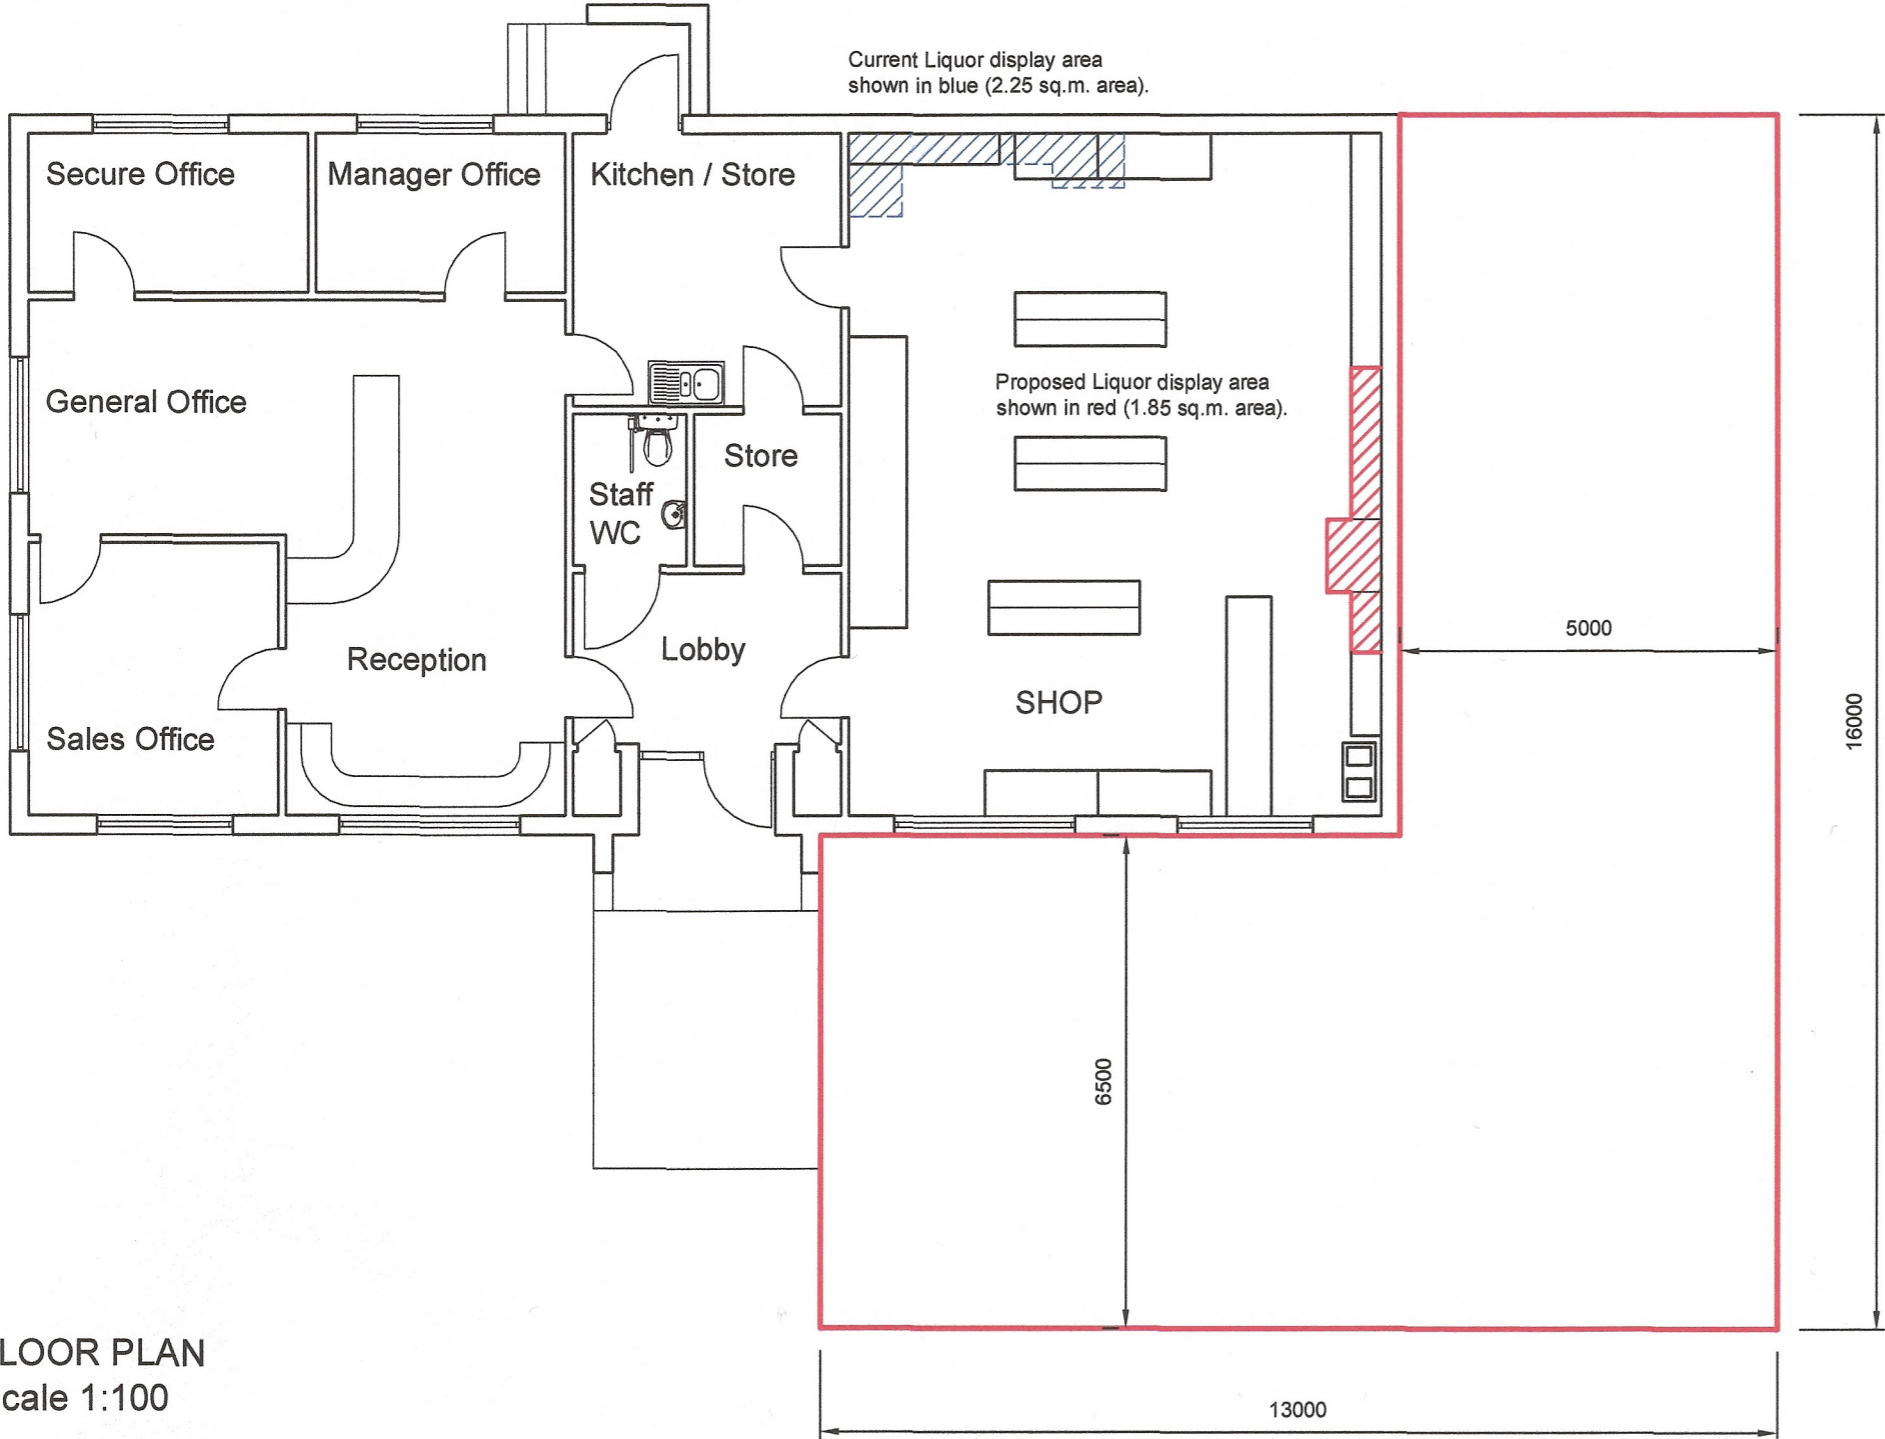 Current Liquor display area
shown in blue (2.25 sq.m. area).
Secure Office
Manager Office
Kitchen / Store
General Office
Proposed Liquor display area
shown in red (1.85 sq.m. area).
Store
Staff
WC
5000
Lobby
Reception
SHOP
16000
Sales Office
6500
LOOR PLAN
cale 1:100
13000